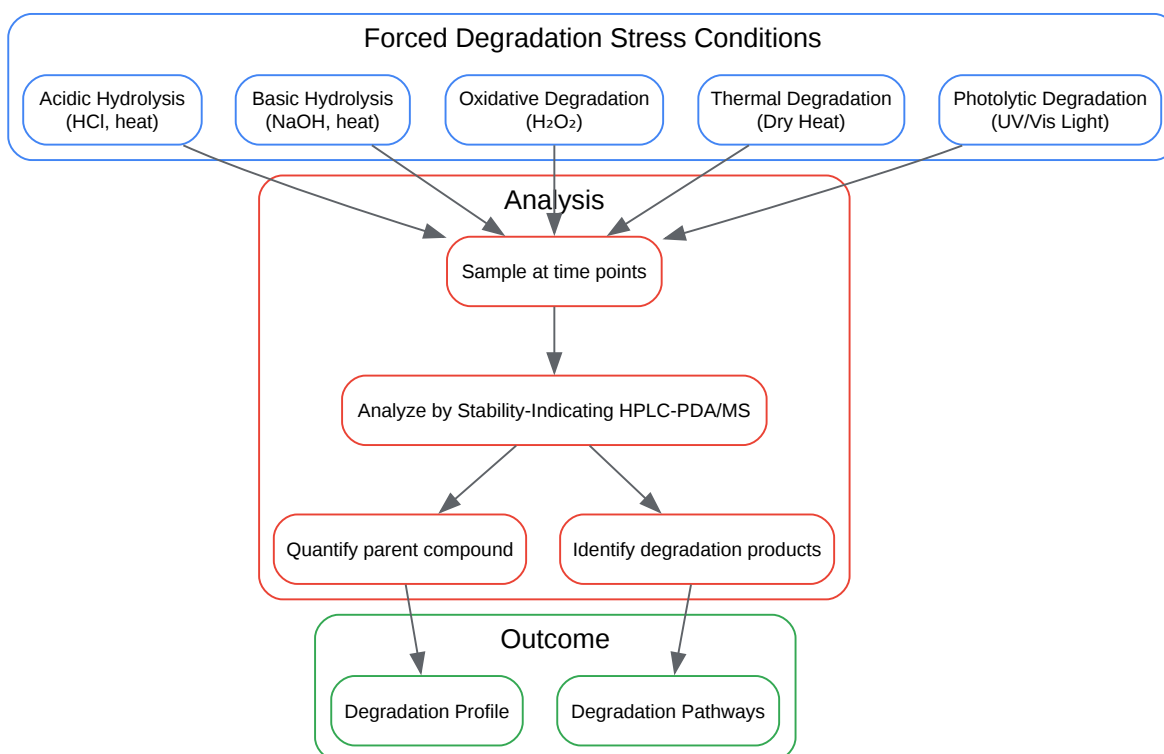 Forced Degradation Stress Conditions
Acidic Hydrolysis
(HCl, heat)
Basic Hydrolysis
(NaOH, heat)
Oxidative Degradation
(H₂O₂)
Thermal Degradation
(Dry Heat)
Photolytic Degradation
(UV/Vis Light)
Analysis
Sample at time points
Analyze by Stability-Indicating HPLC-PDA/MS
Quantify parent compound
Identify degradation products
Outcome
Degradation Profile
Degradation Pathways